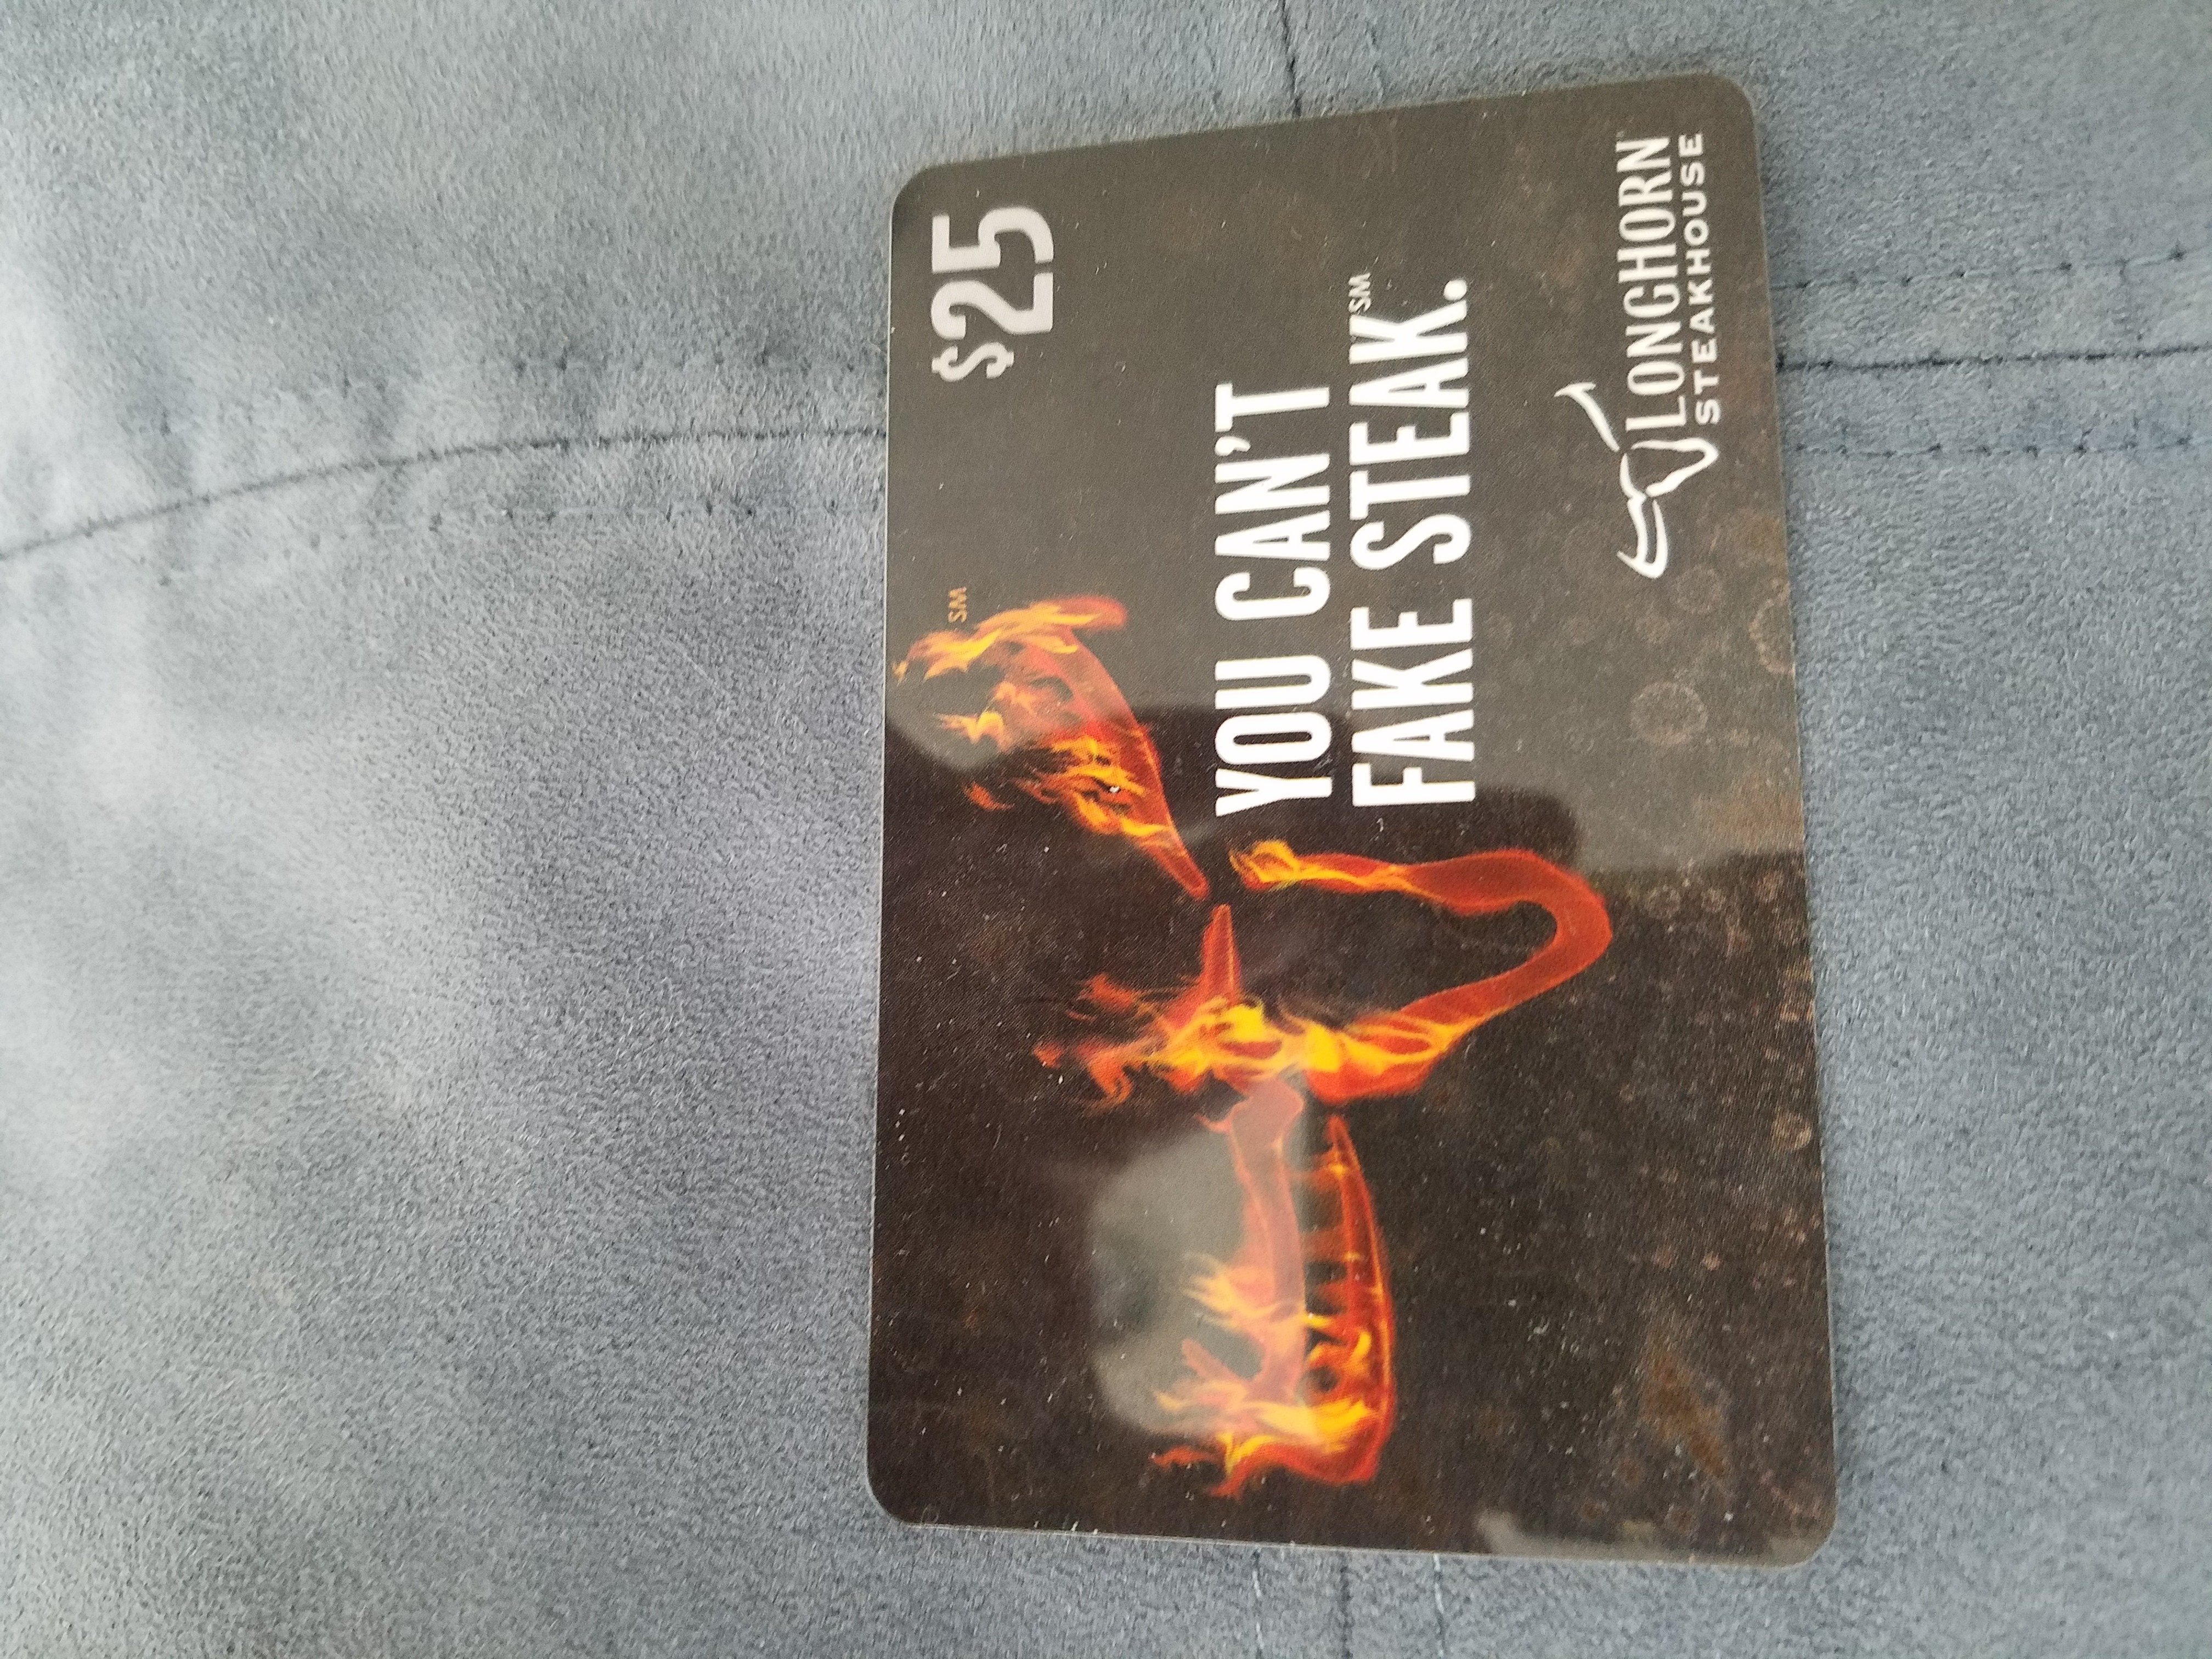 $25
SM
YOU CAN'T
FAKE STEAK.℠
LONGHORN
STEAKHOUSE